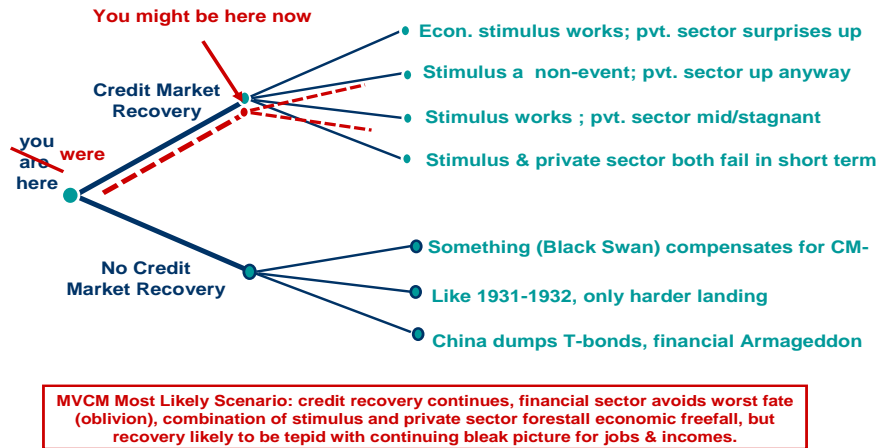 You might be here now
Econ. stimulus works; pvt. sector surprises up
Stimulus a non-event; pvt. sector up anyway
Credit Market
Recovery
Stimulus works ; pvt. sector mid/stagnant
you
are were
here
Stimulus & private sector both fail in short term
Something (Black Swan) compensates for CM-
No Credit
Market Recovery
Like 1931-1932, only harder landing
China dumps T-bonds, financial Armageddon
MVCM Most Likely Scenario: credit recovery continues, financial sector avoids worst fate
(oblivion), combination of stimulus and private sector forestall economic freefall, but
recovery likely to be tepid with continuing bleak picture for jobs & incomes.